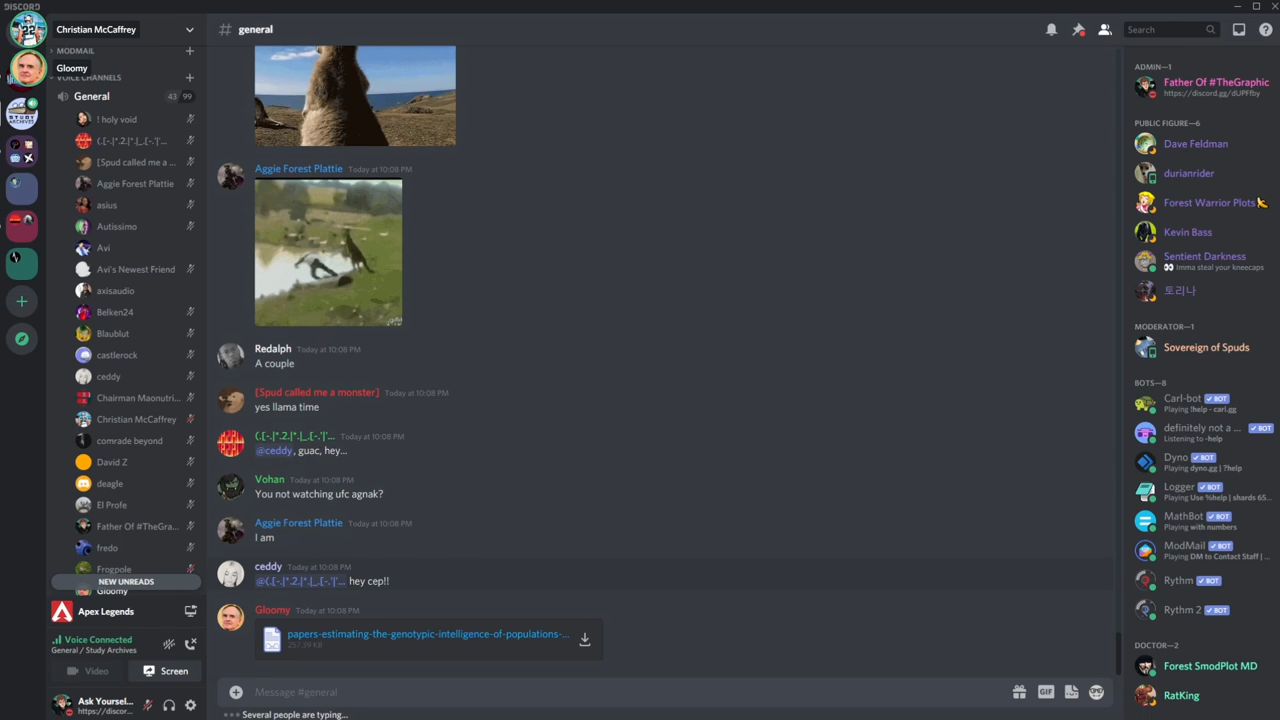 DISCORD
Christian McCaffrey
MODMAIL
Gloomy
VOICE CHANNELS
General 43 99
! holy void
(.[-.|*.2.|*.|_,.[-.'|'...
[Spud called me a ...
Aggie Forest Plattie
asius
Autissimo
Avi
Avi's Newest Friend
axisaudio
Belken24
Blaublut
castlerock
ceddy
Chairman Maonutri...
Christian McCaffrey
comrade beyond
David Z
deagle
El Profe
Father Of #TheGra...
fredo
Frogpole
NEW UNREADS
Gloomy
Apex Legends
Voice Connected
General / Study Archives
Video
Screen
Ask Yoursel...
https://discor...
# general
Search
Aggie Forest Plattie Today at 10:08 PM
Redalph Today at 10:08 PM
A couple
[Spud called me a monster] Today at 10:08 PM
yes llama time
(.[-.|*.2.|*.|_,.[-.'|'... Today at 10:08 PM
@ceddy, guac, hey...
Vohan Today at 10:08 PM
You not watching ufc agnak?
Aggie Forest Plattie Today at 10:08 PM
I am
ceddy Today at 10:08 PM
@(.[-.|*.2.|*.|_,.[-.'|'... hey cep!!
Gloomy Today at 10:08 PM
papers-estimating-the-genotypic-intelligence-of-populations-...
257.39 KB
Message #general
GIF
Several people are typing...
ADMIN—1
Father Of #TheGraphic
https://discord.gg/dUPFfby
PUBLIC FIGURE—6
Dave Feldman
durianrider
Forest Warrior Plots
Kevin Bass
Sentient Darkness
Imma steal your kneecaps
토리나
MODERATOR—1
Sovereign of Spuds
BOTS—8
Carl-bot BOT
Playing !help - carl.gg
definitely not a ... BOT
Listening to -help
Dyno BOT
Playing dyno.gg | ?help
Logger BOT
Playing Use %help | shards 65...
MathBot BOT
Playing with numbers
ModMail BOT
Playing DM to Contact Staff | ...
Rythm BOT
Rythm 2 BOT
DOCTOR—2
Forest SmodPlot MD
RatKing